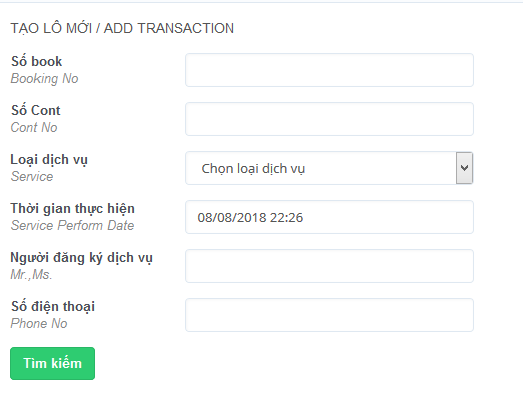 TẠO LÔ MỚI / ADD TRANSACTION
Số book
Booking No
Số Cont
Cont No
Loại dịch vụ
Service
Chọn loại dịch vụ
Thời gian thực hiện
Service Perform Date
08/08/2018 22:26
Người đăng ký dịch vụ
Mr.,Ms.
Số điện thoại
Phone No
Tìm kiếm